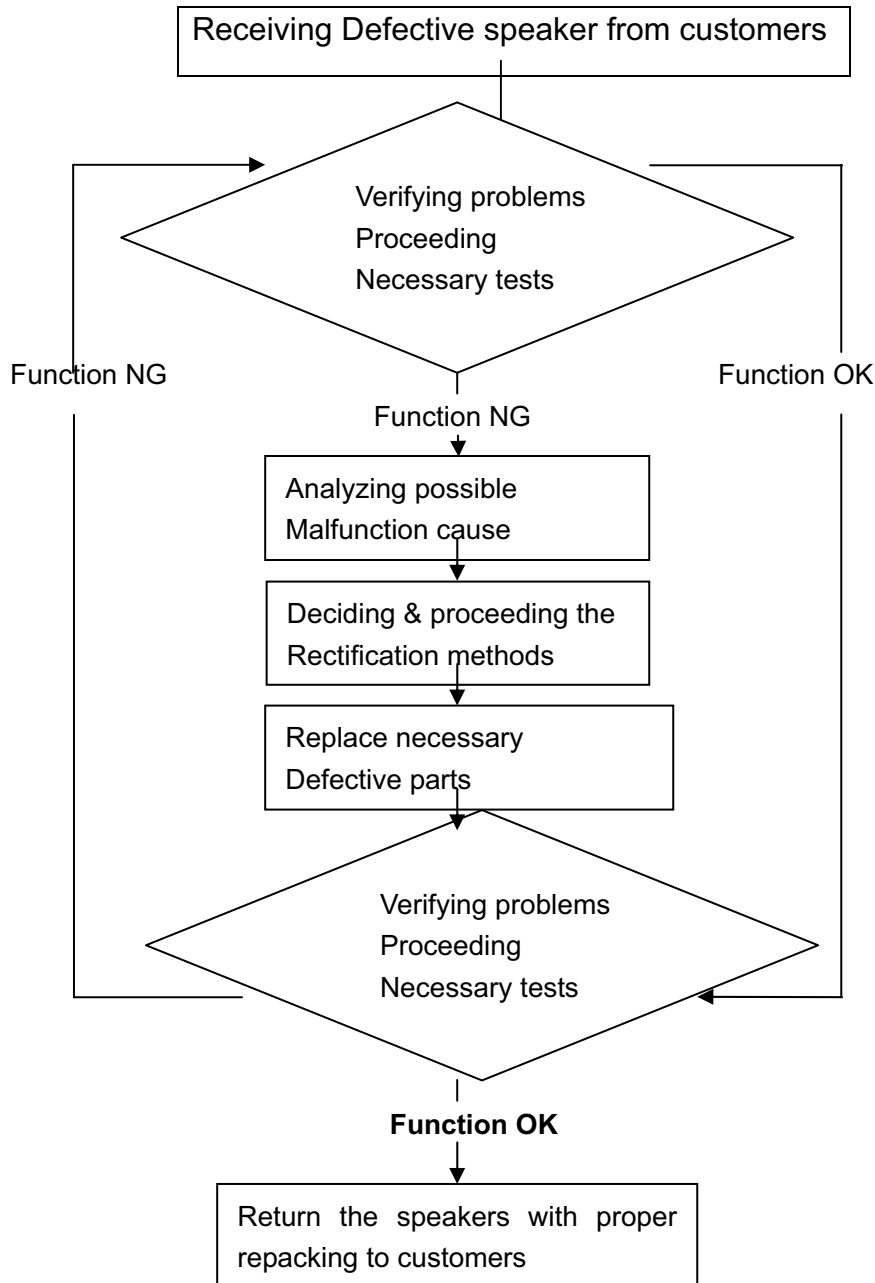 Receiving Defective speaker from customers
Verifying problems
Proceeding
Necessary tests
Function NG
Function OK
Function NG
Analyzing possible
Malfunction cause
Deciding & proceeding the
Rectification methods
Replace necessary
Defective parts
Verifying problems
Proceeding
Necessary tests
Function OK
Return the speakers with proper
repacking to customers